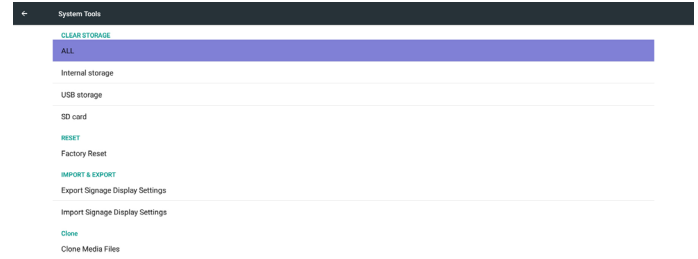 System Tools
CLEAR STORAGE
ALL
Internal storage
USB storage
SD card
RESET
Factory Reset
IMPORT & EXPORT
Export Signage Display Settings
Import Signage Display Settings
Clone
Clone Media Files